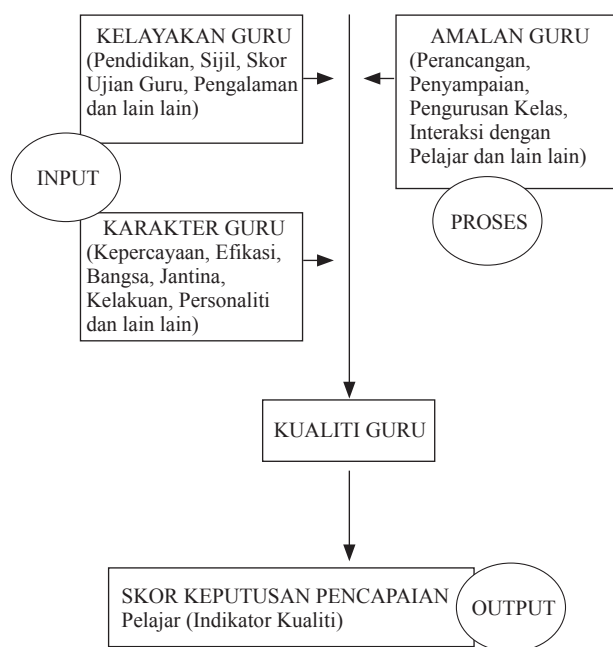 KELAYAKAN GURU
(Pendidikan, Sijil, Skor
Ujian Guru, Pengalaman
dan lain lain)
AMALAN GURU
(Perancangan,
Penyampaian,
Pengurusan Kelas,
Interaksi dengan
Pelajar dan lain lain)
INPUT
PROSES
KARAKTER GURU
(Kepercayaan, Efikasi,
Bangsa, Jantina,
Kelakuan, Personaliti
dan lain lain)
KUALITI GURU
SKOR KEPUTUSAN PENCAPAIAN
Pelajar (Indikator Kualiti)
OUTPUT